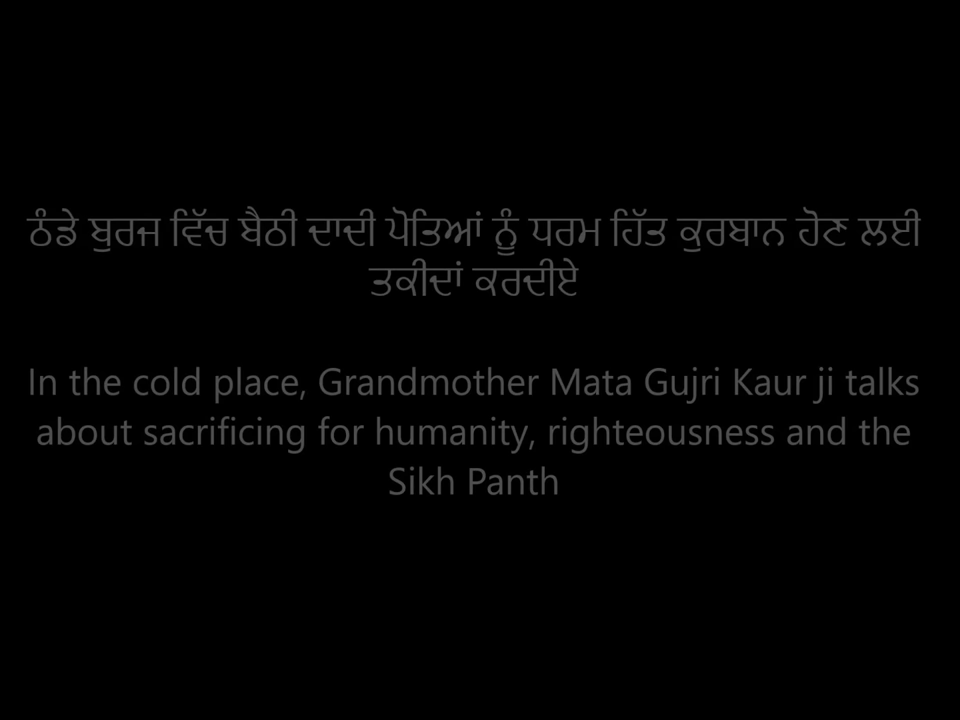 ਠੰਡੇ ਬੁਰਜ ਵਿੱਚ ਬੈਠੀ ਦਾਦੀ ਪੋਤਿਆਂ ਨੂੰ ਧਰਮ ਹਿੱਤ ਕੁਰਬਾਨ ਹੋਣ ਲਈ
ਤਕੀਦਾਂ ਕਰਦੀਏ
In the cold place, Grandmother Mata Gujri Kaur ji talks
about sacrificing for humanity, righteousness and the
Sikh Panth